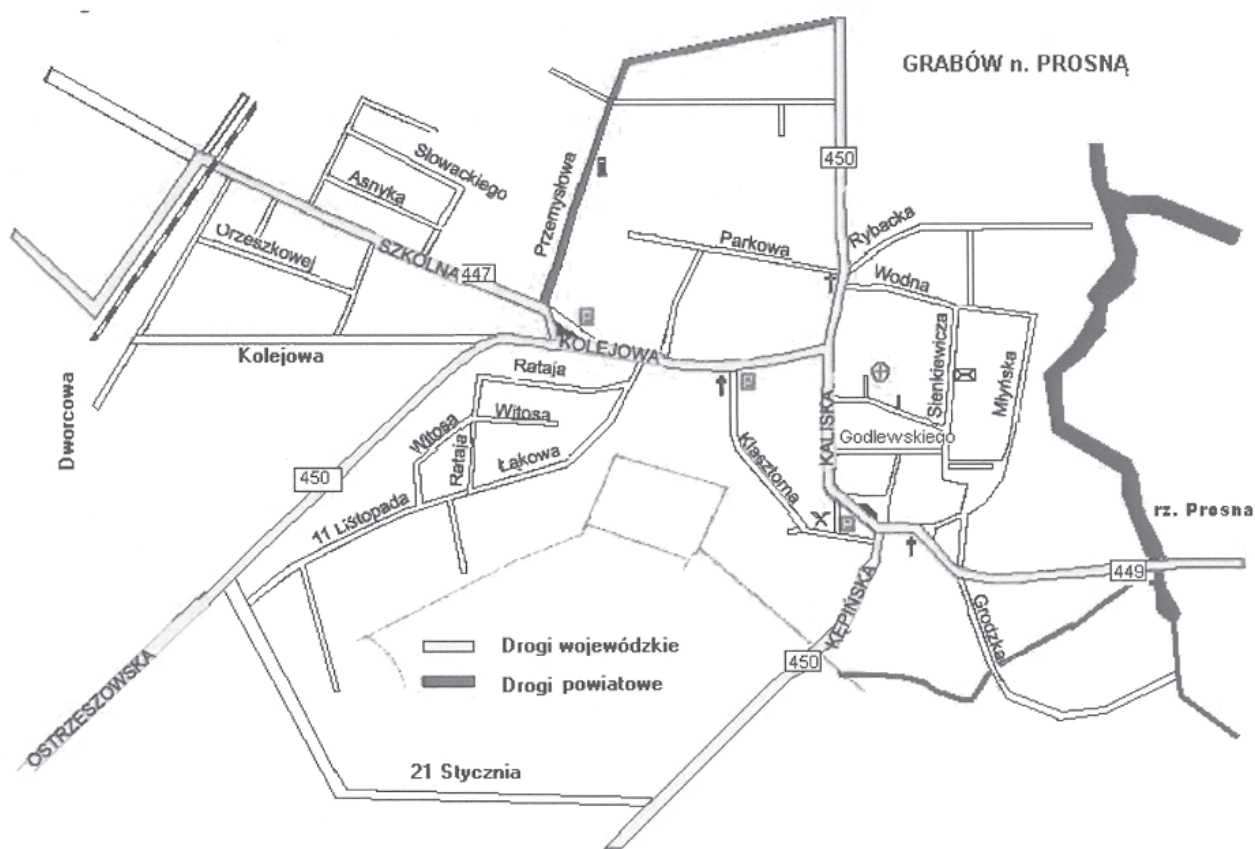 GRABÓW n. PROSNĄ
450
Słowackiego
Asnyka
Przemysłowa
Orzeszkowej
SZKOLNA
447
Parkowa
Rybacka
Wodna
Kolejowa
KOLEJOWA
Rataja
Witosa
Witosa
Rataja
Łąkowa
Dworcowa
450
11 Listopada
Klasztorna
KALISKA
Godlewskiego
Sienkiewicza
Młyńska
rz. Prosna
449
Grodzka
KĘPIŃSKA
450
Drogi wojewódzkie
Drogi powiatowe
OSTRZESZOWSKA
21 Stycznia